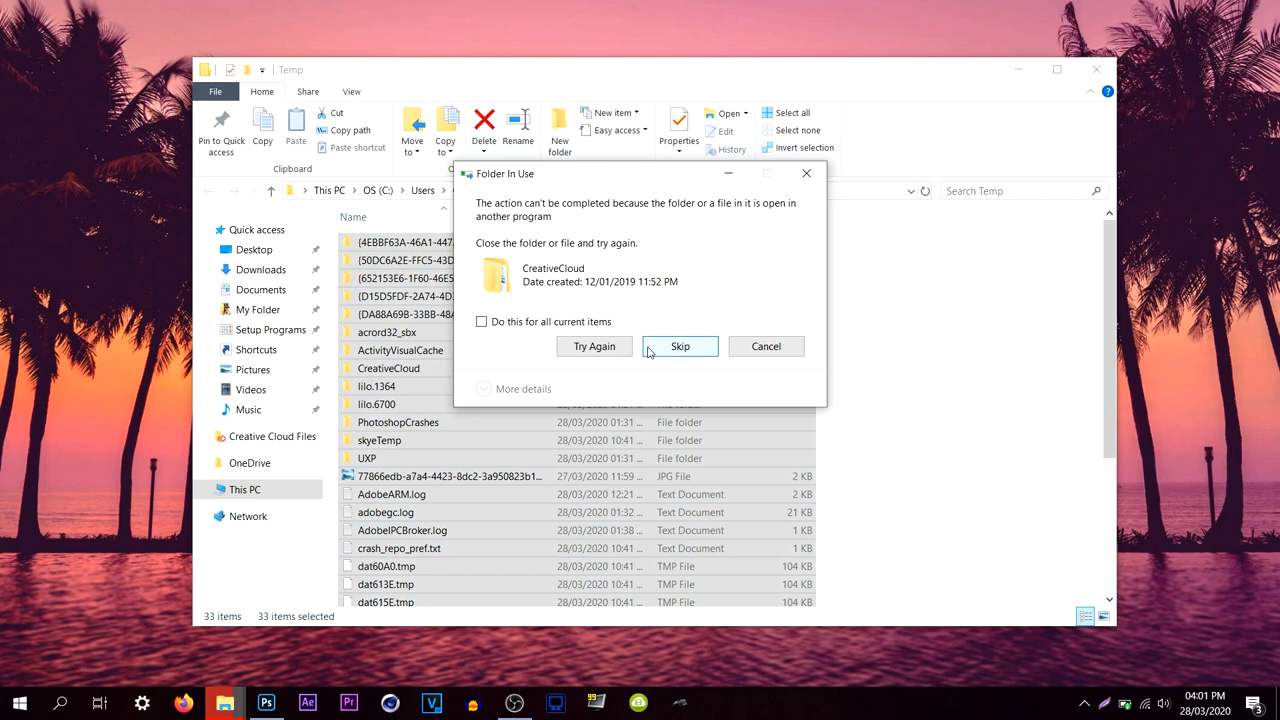 Temp
File
Home
Share
View
Pin to Quick
access
Copy
Paste
Cut
Copy path
Paste shortcut
Clipboard
Move
to
Copy
to
Delete
Rename
New
folder
New item
Easy access
Properties
Open
Edit
History
Select all
Select none
Invert selection
This PC
OS (C:)
Users
Search Temp
Quick access
Desktop
Downloads
Documents
My Folder
Setup Programs
Shortcuts
Pictures
Videos
Music
Creative Cloud Files
OneDrive
This PC
Network
Name
{4EBBF63A-46A1-447
{50DC6A2E-FFC5-43D
{652153E6-1F60-46E5
{D15D5FDF-2A74-4D
{DA88A69B-33BB-48A
acrord32_sbx
ActivityVisualCache
CreativeCloud
lilo.1364
lilo.6700 File folder
PhotoshopCrashes 28/03/2020 01:31 ... File folder
skyeTemp 28/03/2020 10:41 ... File folder
UXP 28/03/2020 01:31 ... File folder
77866edb-a7a4-4423-8dc2-3a950823b1... 27/03/2020 11:59 ... JPG File 2 KB
AdobeARM.log 28/03/2020 12:21 ... Text Document 2 KB
adobegc.log 28/03/2020 01:32 ... Text Document 21 KB
AdobeIPCBroker.log 28/03/2020 01:38 ... Text Document 1 KB
crash_repo_pref.txt 28/03/2020 10:41 ... Text Document 1 KB
dat60A0.tmp 28/03/2020 10:41 ... TMP File 104 KB
dat613E.tmp 28/03/2020 10:41 ... TMP File 104 KB
dat615E.tmp 28/03/2020 10:41 ... TMP File 104 KB
33 items 33 items selected
Folder In Use
The action can't be completed because the folder or a file in it is open in
another program
Close the folder or file and try again.
CreativeCloud
Date created: 12/01/2019 11:52 PM
Do this for all current items
Try Again
Skip
Cancel
More details
Ps
Ae
Pr
V
99
04:01 PM
28/03/2020
3